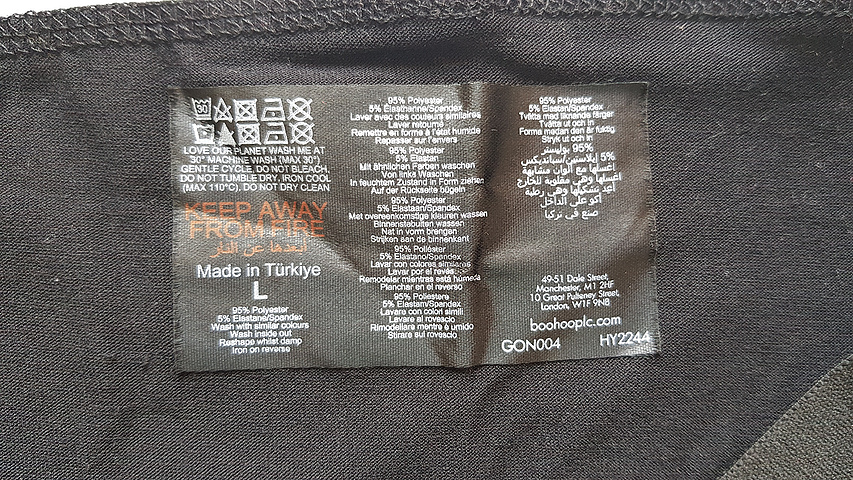 30
LOVE OUR PLANET WASH ME AT
30° MACHINE WASH (MAX 30°)
GENTLE CYCLE, DO NOT BLEACH,
DO NOT TUMBLE DRY, IRON COOL
(MAX 110°C), DO NOT DRY CLEAN
KEEP AWAY
FROM FIRE
أبعدها عن النار
Made in Türkiye
L
95% Polyester
5% Elastane/Spandex
Wash with similar colours
Wash inside out
Reshape whilst damp
Iron on reverse
95% Polyester
5% Elasthanne/Spandex
Laver avec des couleurs similaires
Laver retourné
Remettre en forme à l'état humide
Repasser sur l'envers
95% Polyester
5% Elastan
Mit ähnlichen Farben waschen
Von links Waschen
In feuchtem Zustand in Form ziehen
Auf der Rückseite bügeln
95% Polyester
5% Elastaan/Spandex
Met overeenkomstige kleuren wassen
Binnenstebuiten wassen
Nat in vorm brengen
Strijken aan de binnenkant
95% Poliéster
5% Elastano/Spandex
Lavar con colores similares
Lavar por el revés
Remodelar mientras está húmeda
Planchar en el reverso
95% Poliestere
5% Elastam/Spandex
Lavare con colori simili
Lavare al rovescio
Rimodellare mentre è umido
Stirare sul rovescio
95% Polyester
5% Elastan/Spandex
Tvätta med liknande färger
Tvätta ut och in
Forma medan den är fuktig
Stryk ut och in
95% بوليستر
5% إيلاستين/سبانديكس
اغسلها مع ألوان مشابهة
اغسلها وهي مقلوبة للخارج
أعد تشكيلها وهي رطبة
أكو على الداخل
صنع في تركيا
49-51 Dale Street,
Manchester, M1 2HF
10 Great Pulteney Street,
London, W1F 9NB
boohooplc.com
GON004 HY2244